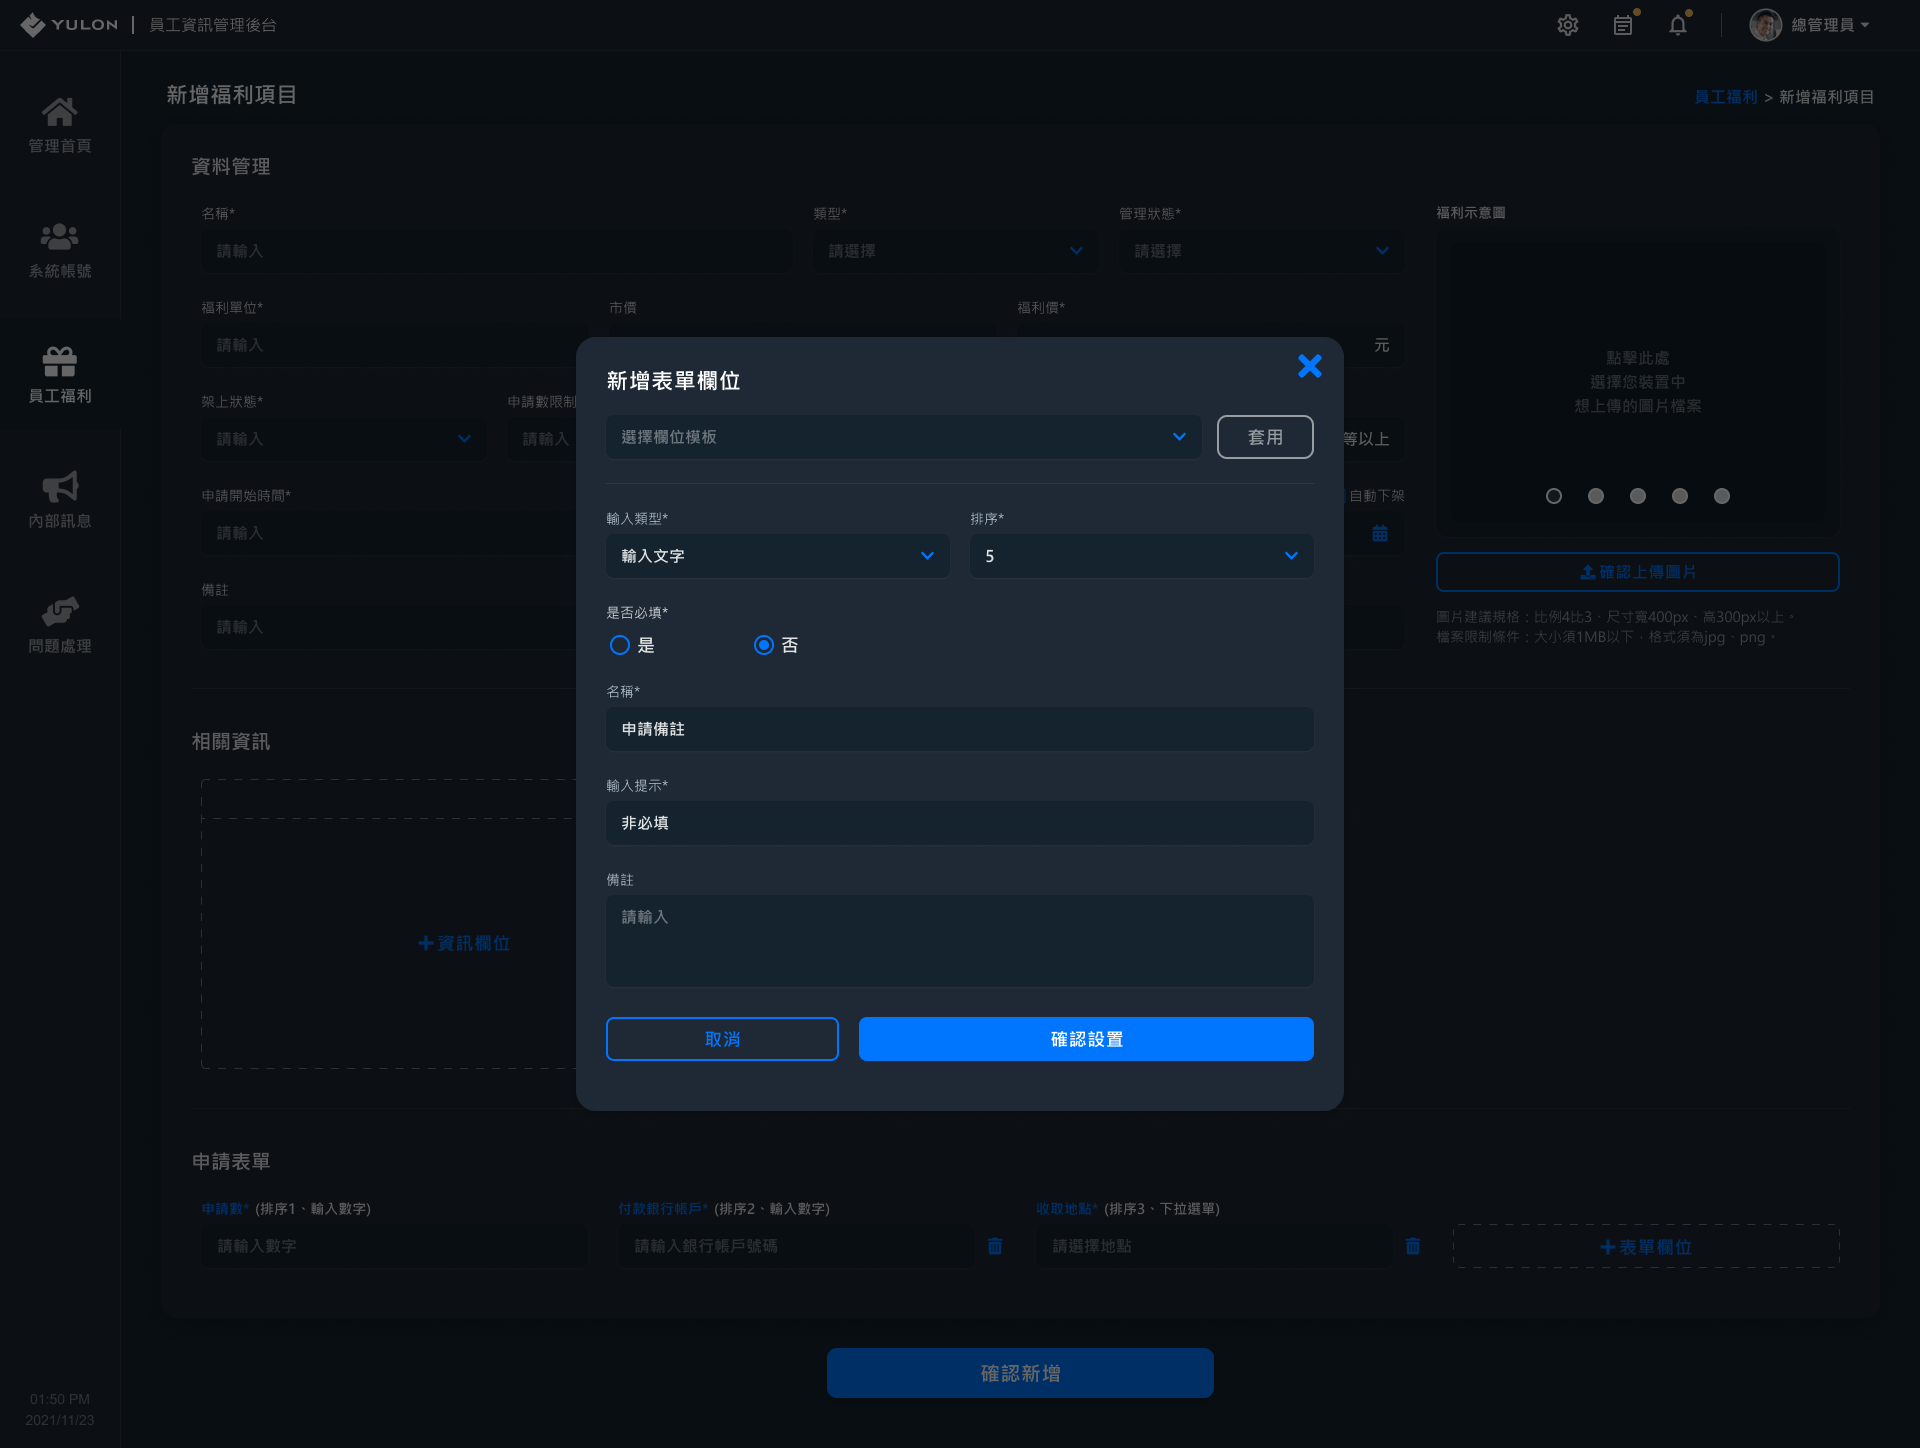 YULON
員工資訊管理後台
總管理員
管理首頁
系統帳號
員工福利
內部訊息
問題處理
01:50 PM
2021/11/23
新增福利項目
員工福利 > 新增福利項目
資料管理
名稱*
請輸入
類型*
請選擇
管理狀態*
請選擇
福利示意圖
點擊此處
選擇您裝置中
想上傳的圖片檔案
確認上傳圖片
圖片建議規格：比例4比3、尺寸寬400px、高300px以上。
檔案限制條件：大小須1MB以下，格式須為jpg、png。
福利單位*
請輸入
市價
福利價*
元
架上狀態*
請輸入
申請數限制
請輸入
等以上
申請開始時間*
請輸入
自動下架
備註
請輸入
新增表單欄位
選擇欄位模板
套用
輸入類型*
輸入文字
排序*
5
是否必填*
是
否
名稱*
申請備註
輸入提示*
非必填
備註
請輸入
取消
確認設置
相關資訊
資訊欄位
申請表單
申請數* (排序1、輸入數字)
請輸入數字
付款銀行帳戶* (排序2、輸入數字)
請輸入銀行帳戶號碼
收取地點* (排序3、下拉選單)
請選擇地點
表單欄位
確認新增